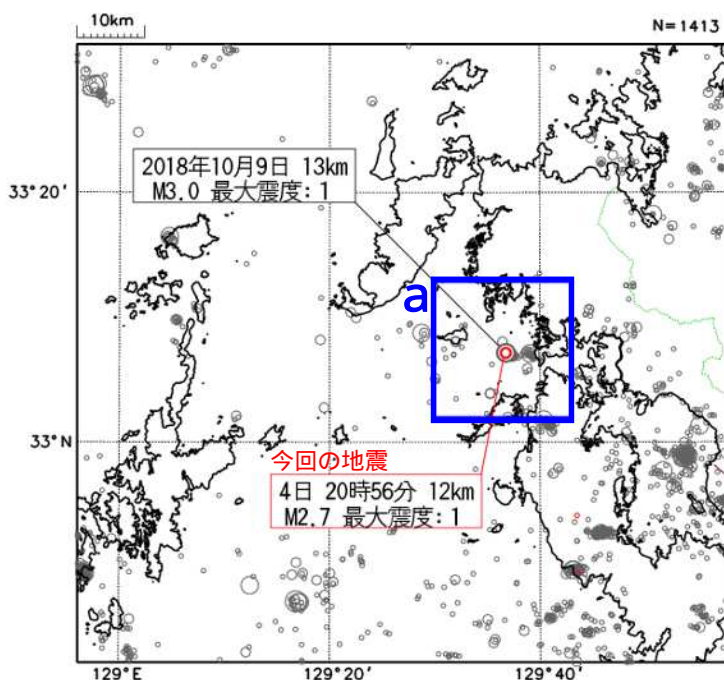 10km
N=1413
2018年10月9日 13km
M3.0 最大震度:1
33°20′
a
33°N
今回の地震
4日 20時56分 12km
M2.7 最大震度:1
129°E
129°20′
129°40′